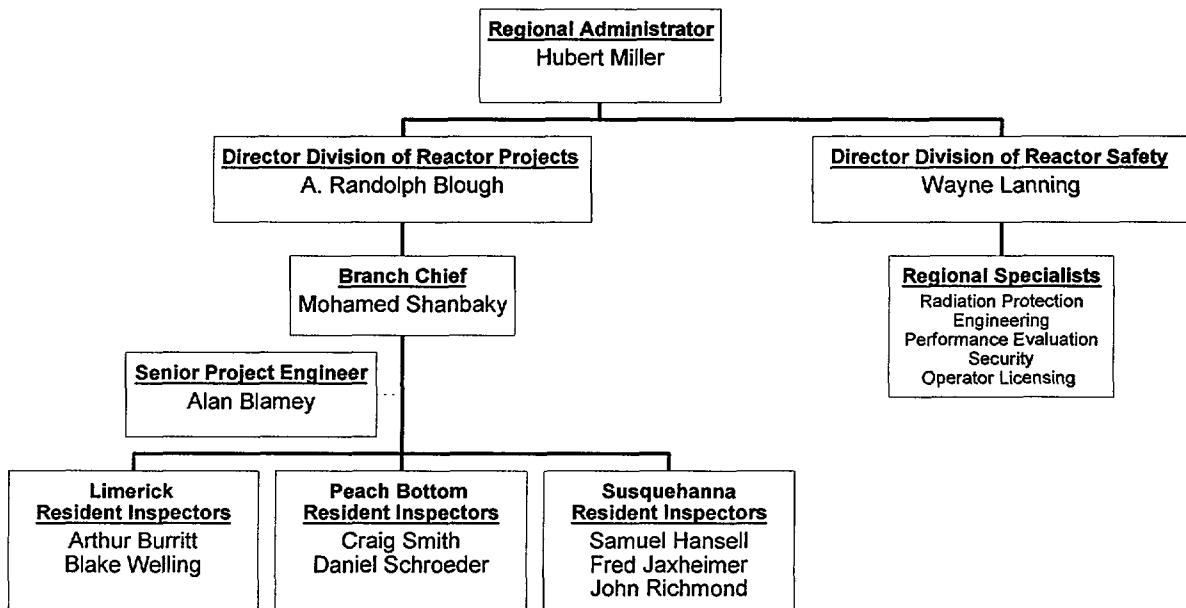 Regional Administrator
Hubert Miller
Director Division of Reactor Projects
A. Randolph Blough
Director Division of Reactor Safety
Wayne Lanning
Branch Chief
Mohamed Shanbaky
Regional Specialists
Radiation Protection
Engineering
Performance Evaluation
Security
Operator Licensing
Senior Project Engineer
Alan Blamey
Limerick
Resident Inspectors
Arthur Burritt
Blake Welling
Peach Bottom
Resident Inspectors
Craig Smith
Daniel Schroeder
Susquehanna
Resident Inspectors
Samuel Hansell
Fred Jaxheimer
John Richmond